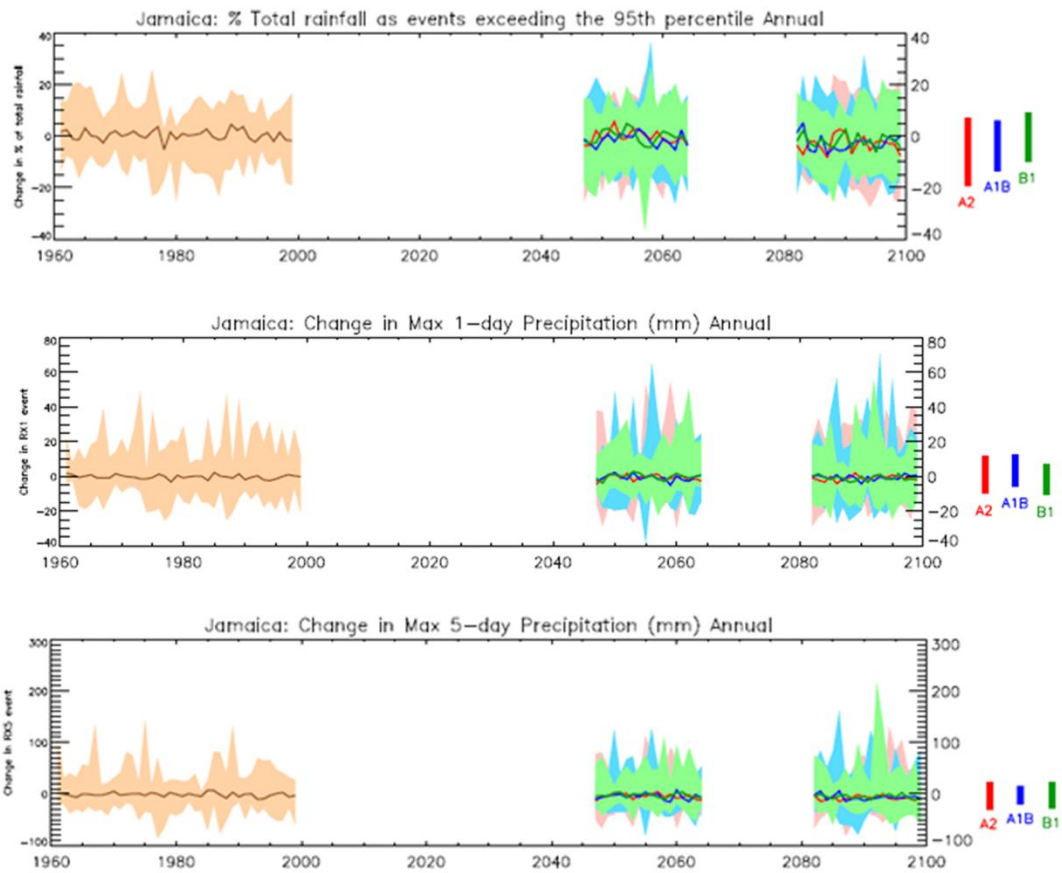 Jamaica: % Total rainfall as events exceeding the 95th percentile Annual
Change in % of total rainfall
40
20
0
-20
-40
40
20
0
-20
-40
1960 1980 2000 2020 2040 2060 2080 2100
A2 A1B B1
Jamaica: Change in Max 1-day Precipitation (mm) Annual
Change in RX1 event
80
60
40
20
0
-20
-40
80
60
40
20
0
-20
-40
1960 1980 2000 2020 2040 2060 2080 2100
A2 A1B B1
Jamaica: Change in Max 5-day Precipitation (mm) Annual
Change in RX5 event
300
200
100
0
-100
300
200
100
0
-100
1960 1980 2000 2020 2040 2060 2080 2100
A2 A1B B1